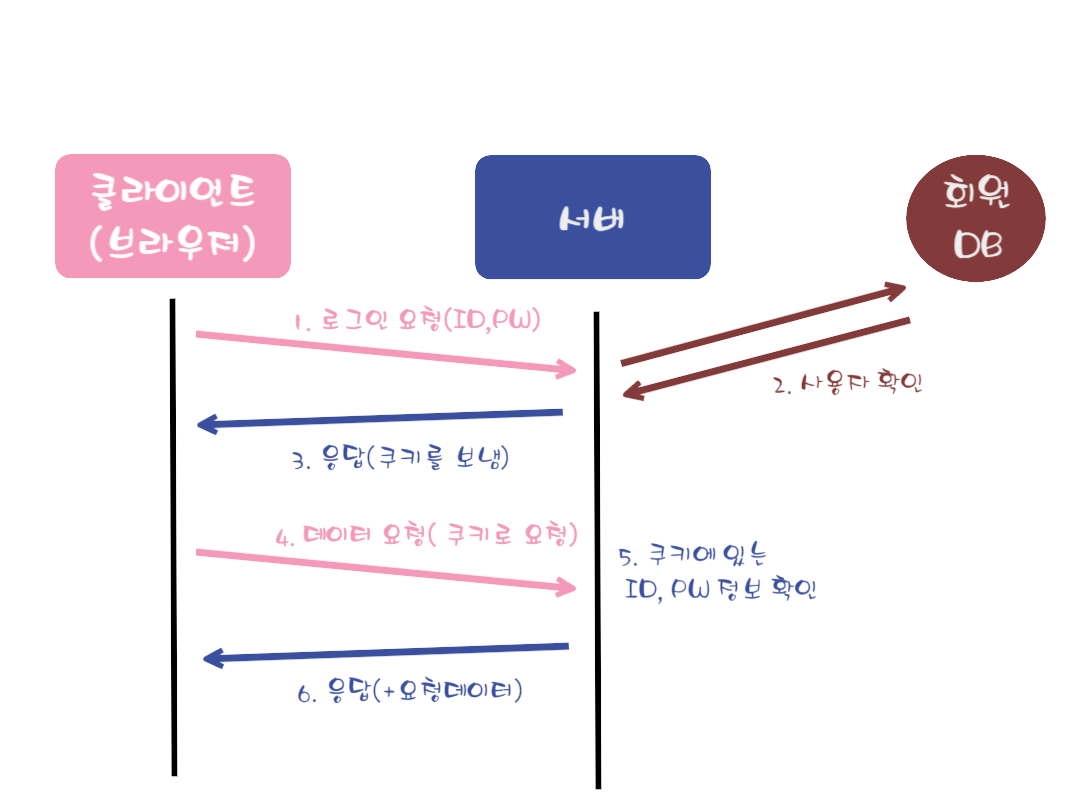 클라이언트
(브라우저)
서버
회원
DB
1. 로그인 요청(ID,PW)
2. 사용자 확인
3. 응답(쿠키를 보냄)
4. 데이터 요청( 쿠키로 요청)
5. 쿠키에 있는
ID, PW 정보 확인
6. 응답(+요청데이터)